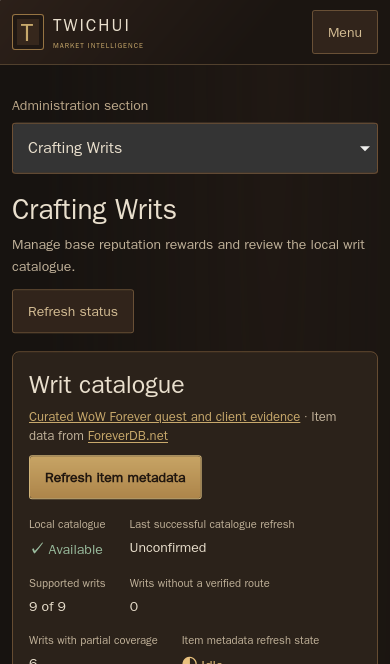 T
TWICHUI
MARKET INTELLIGENCE
Menu
Administration section
Crafting Writs
Crafting Writs
Manage base reputation rewards and review the local writ
catalogue.
Refresh status
Writ catalogue
Curated WoW Forever quest and client evidence · Item
data from ForeverDB.net
Refresh item metadata
Local catalogue
✓ Available
Last successful catalogue refresh
Unconfirmed
Supported writs
9 of 9
Writs without a verified route
0
Writs with partial coverage
6
Item metadata refresh state
Idle